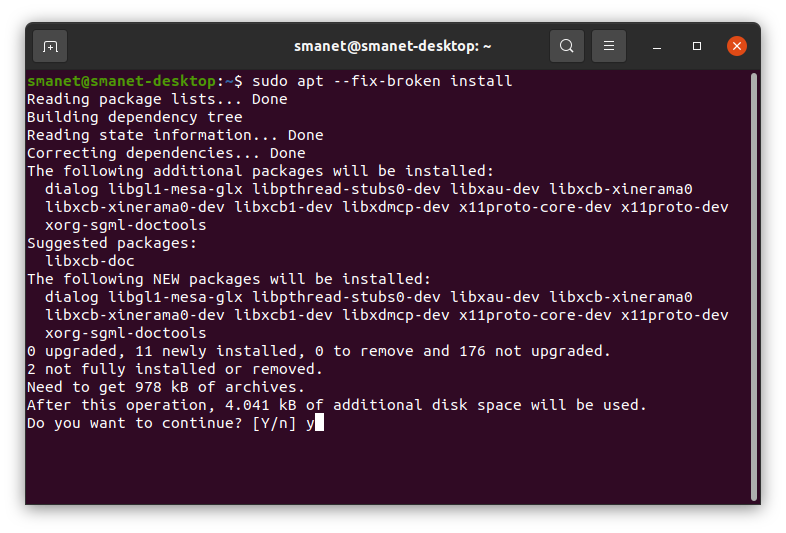 smanet@smanet-desktop: ~
smanet@smanet-desktop:~$ sudo apt --fix-broken install
Reading package lists... Done
Building dependency tree
Reading state information... Done
Correcting dependencies... Done
The following additional packages will be installed:
  dialog libgl1-mesa-glx libpthread-stubs0-dev libxau-dev libxcb-xinerama0
  libxcb-xinerama0-dev libxcb1-dev libxdmcp-dev x11proto-core-dev x11proto-dev
  xorg-sgml-doctools
Suggested packages:
  libxcb-doc
The following NEW packages will be installed:
  dialog libgl1-mesa-glx libpthread-stubs0-dev libxau-dev libxcb-xinerama0
  libxcb-xinerama0-dev libxcb1-dev libxdmcp-dev x11proto-core-dev x11proto-dev
  xorg-sgml-doctools
0 upgraded, 11 newly installed, 0 to remove and 176 not upgraded.
2 not fully installed or removed.
Need to get 978 kB of archives.
After this operation, 4.041 kB of additional disk space will be used.
Do you want to continue? [Y/n] y